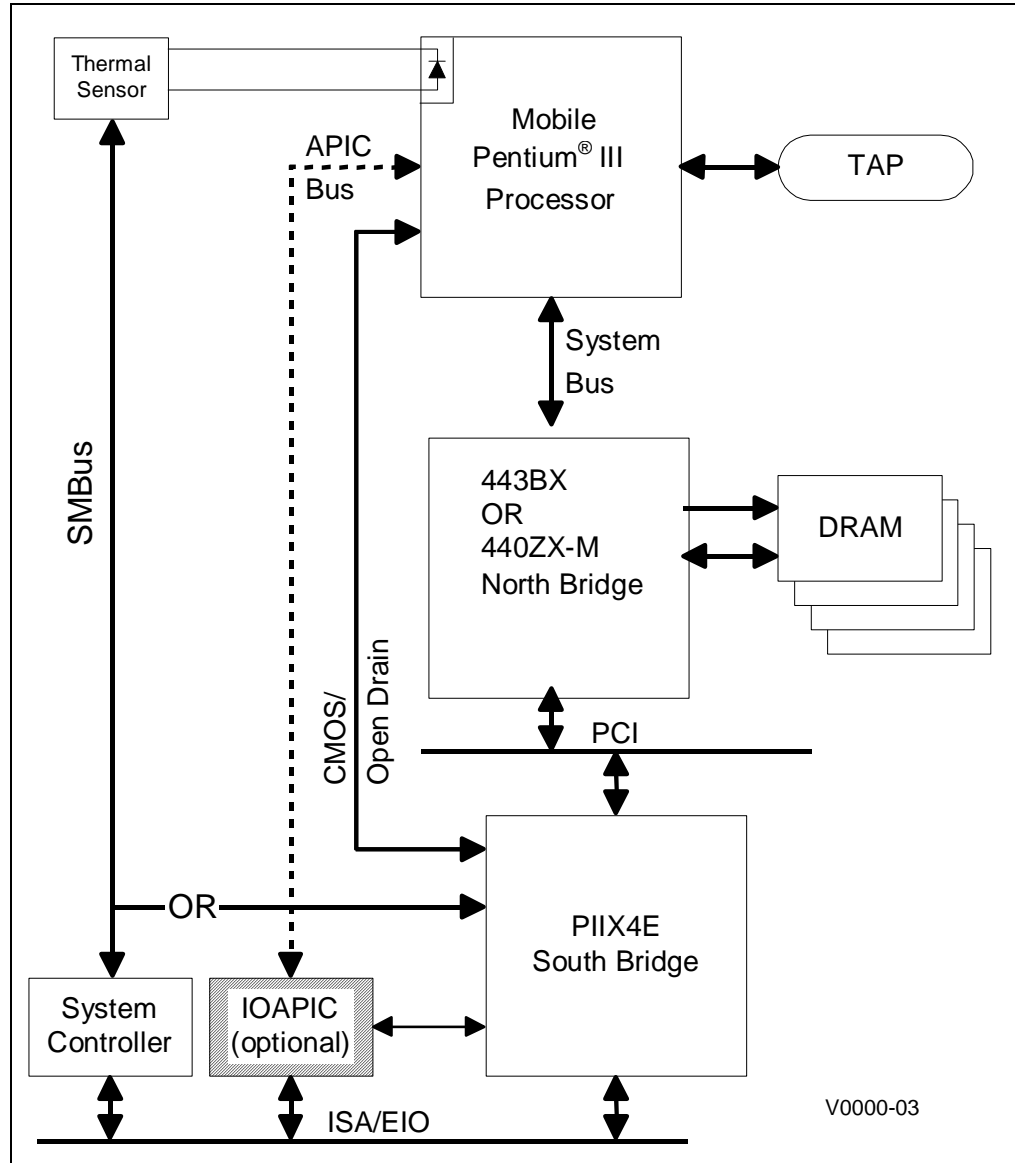 Thermal
Sensor
Mobile
Pentium® III
Processor
APIC
Bus
TAP
System
Bus
SMBus
443BX
OR
440ZX-M
North Bridge
DRAM
CMOS/
Open Drain
PCI
OR
PIIX4E
South Bridge
System
Controller
IOAPIC
(optional)
ISA/EIO
V0000-03